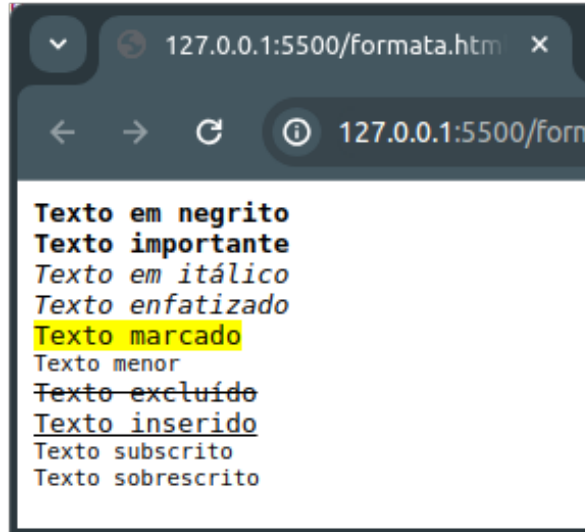 127.0.0.1:5500/formata.htm
127.0.0.1:5500/form
Texto em negrito
Texto importante
Texto em itálico
Texto enfatizado
Texto marcado
Texto menor
Texto excluído
Texto inserido
Texto subscrito
Texto sobrescrito